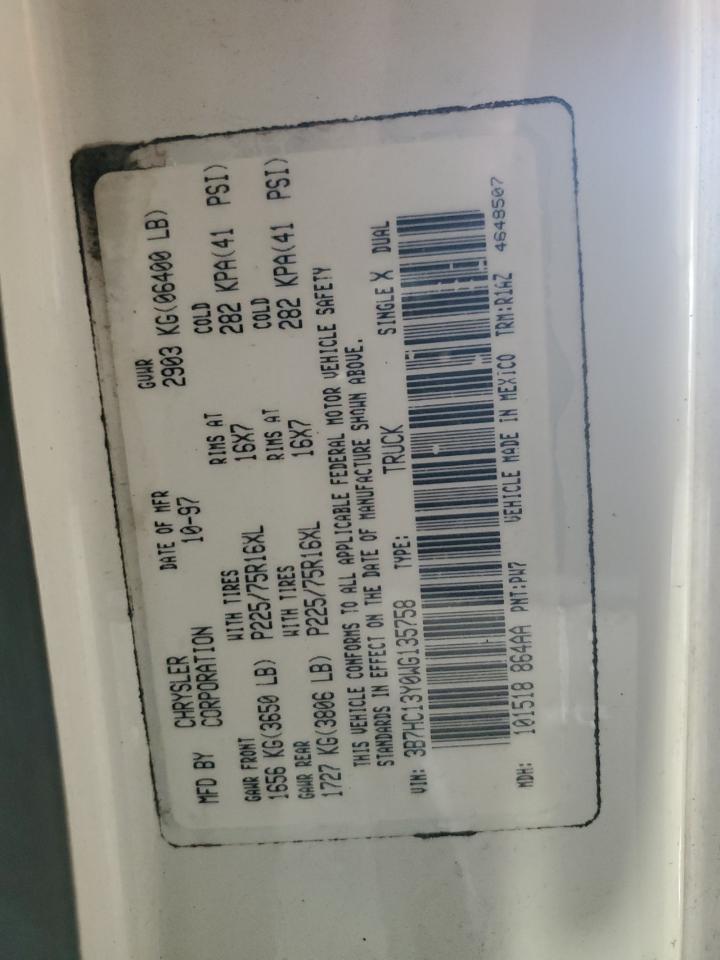 MFD BY CHRYSLER CORPORATION DATE OF MFR 10-97 GVWR 2903 KG(06400 LB)
GAWR FRONT WITH TIRES RIMS AT COLD
1656 KG(3650 LB) P225/75R16XL 16X7 282 KPA(41 PSI)
GAWR REAR WITH TIRES RIMS AT COLD
1727 KG(3806 LB) P225/75R16XL 16X7 282 KPA(41 PSI)
THIS VEHICLE CONFORMS TO ALL APPLICABLE FEDERAL MOTOR VEHICLE SAFETY
STANDARDS IN EFFECT ON THE DATE OF MANUFACTURE SHOWN ABOVE.
VIN: 3B7HC13Y0WG135758 TYPE: TRUCK SINGLE X DUAL
MDH: 101518 864AA PNT:PW7 VEHICLE MADE IN MEXICO TRM:R1AZ 4648507